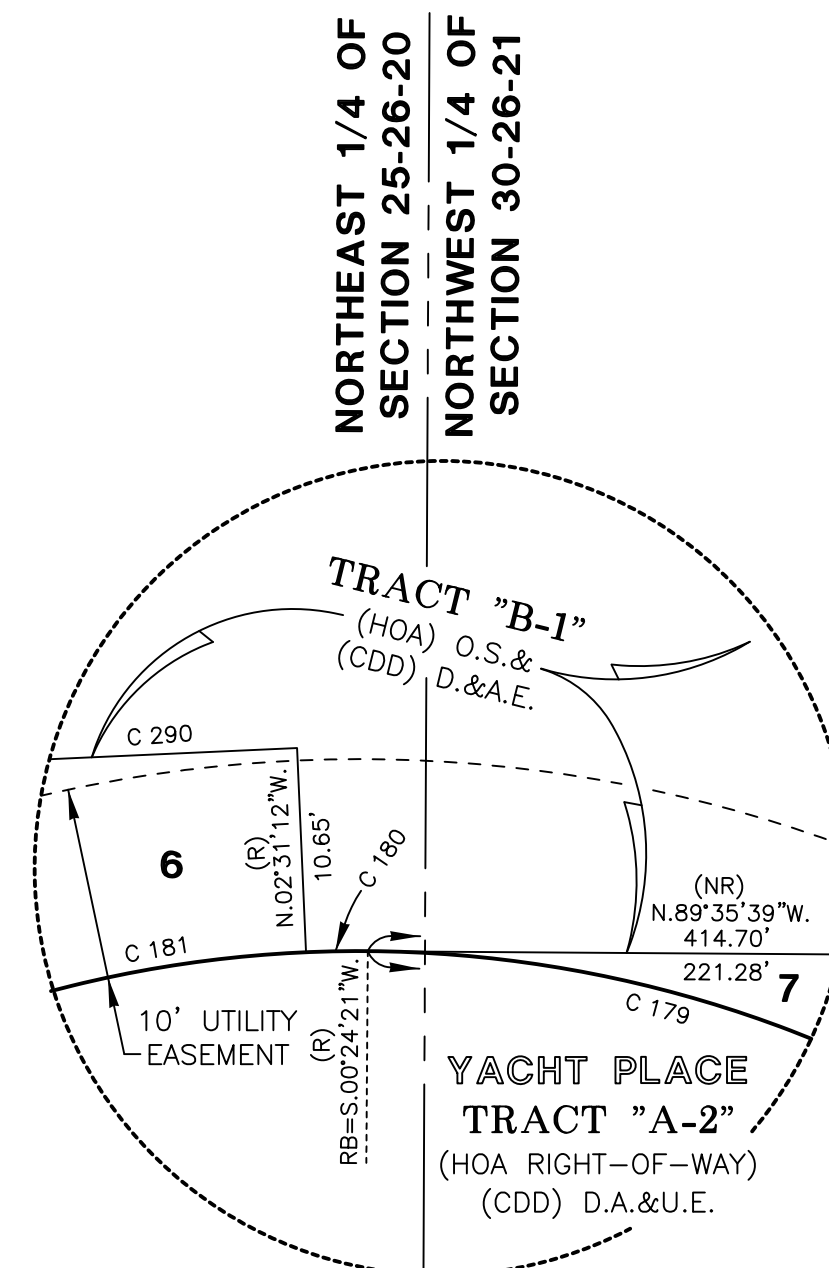 NORTHEAST 1/4 OF
SECTION 25-26-20
NORTHWEST 1/4 OF
SECTION 30-26-21
TRACT "B-1"
(HOA) O.S.&
(CDD) D.&A.E.
C 290
6
(R)
N.02°31'12"W.
10.65'
C 180
C 181
(NR)
N.89°35'39"W.
414.70'
221.28'
7
C 179
10' UTILITY
EASEMENT
(R)
RB=S.00°24'21"W.
YACHT PLACE
TRACT "A-2"
(HOA RIGHT-OF-WAY)
(CDD) D.A.&U.E.